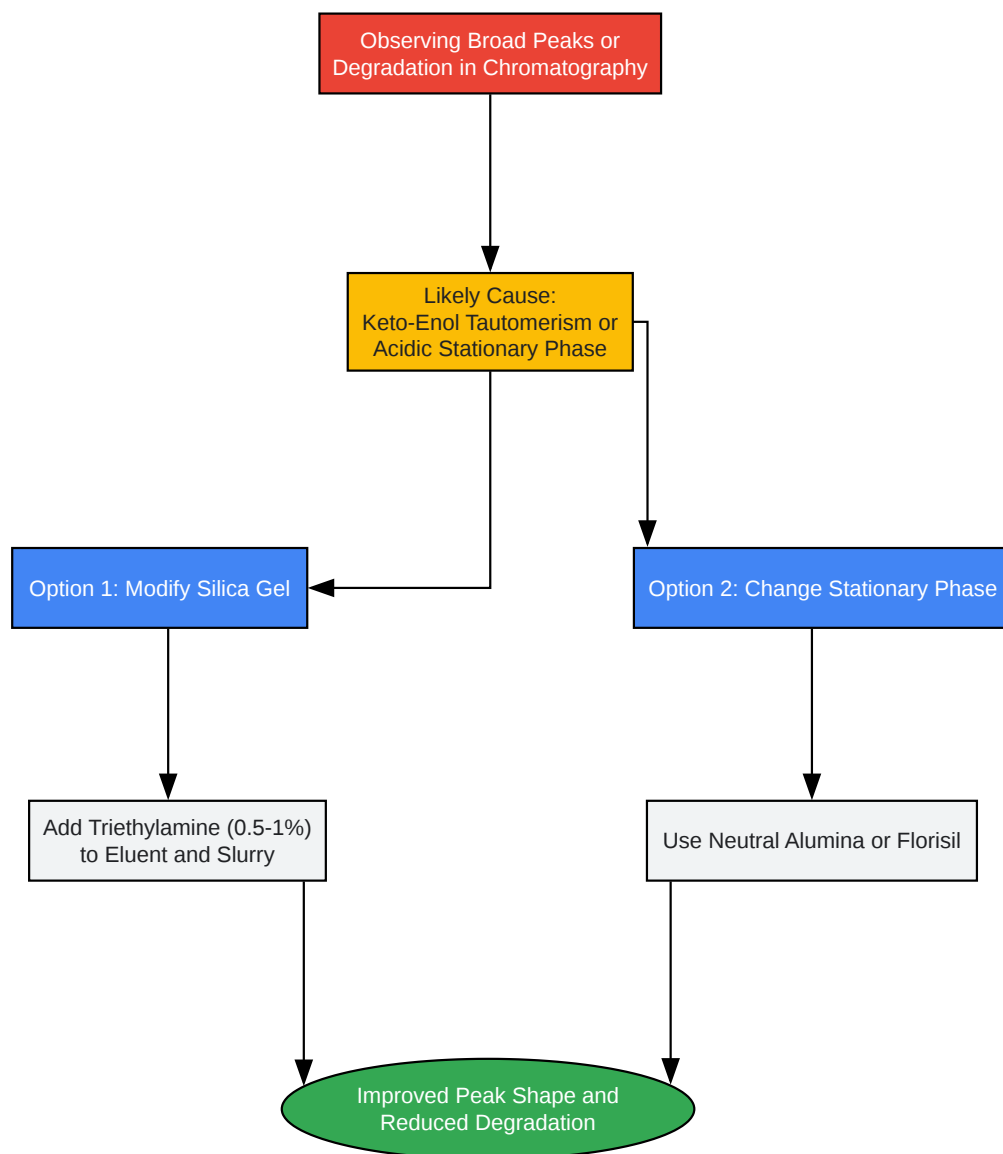 Observing Broad Peaks or
Degradation in Chromatography
Likely Cause:
Keto-Enol Tautomerism or
Acidic Stationary Phase
Option 1: Modify Silica Gel
Option 2: Change Stationary Phase
Add Triethylamine (0.5-1%)
to Eluent and Slurry
Use Neutral Alumina or Florisil
Improved Peak Shape and
Reduced Degradation